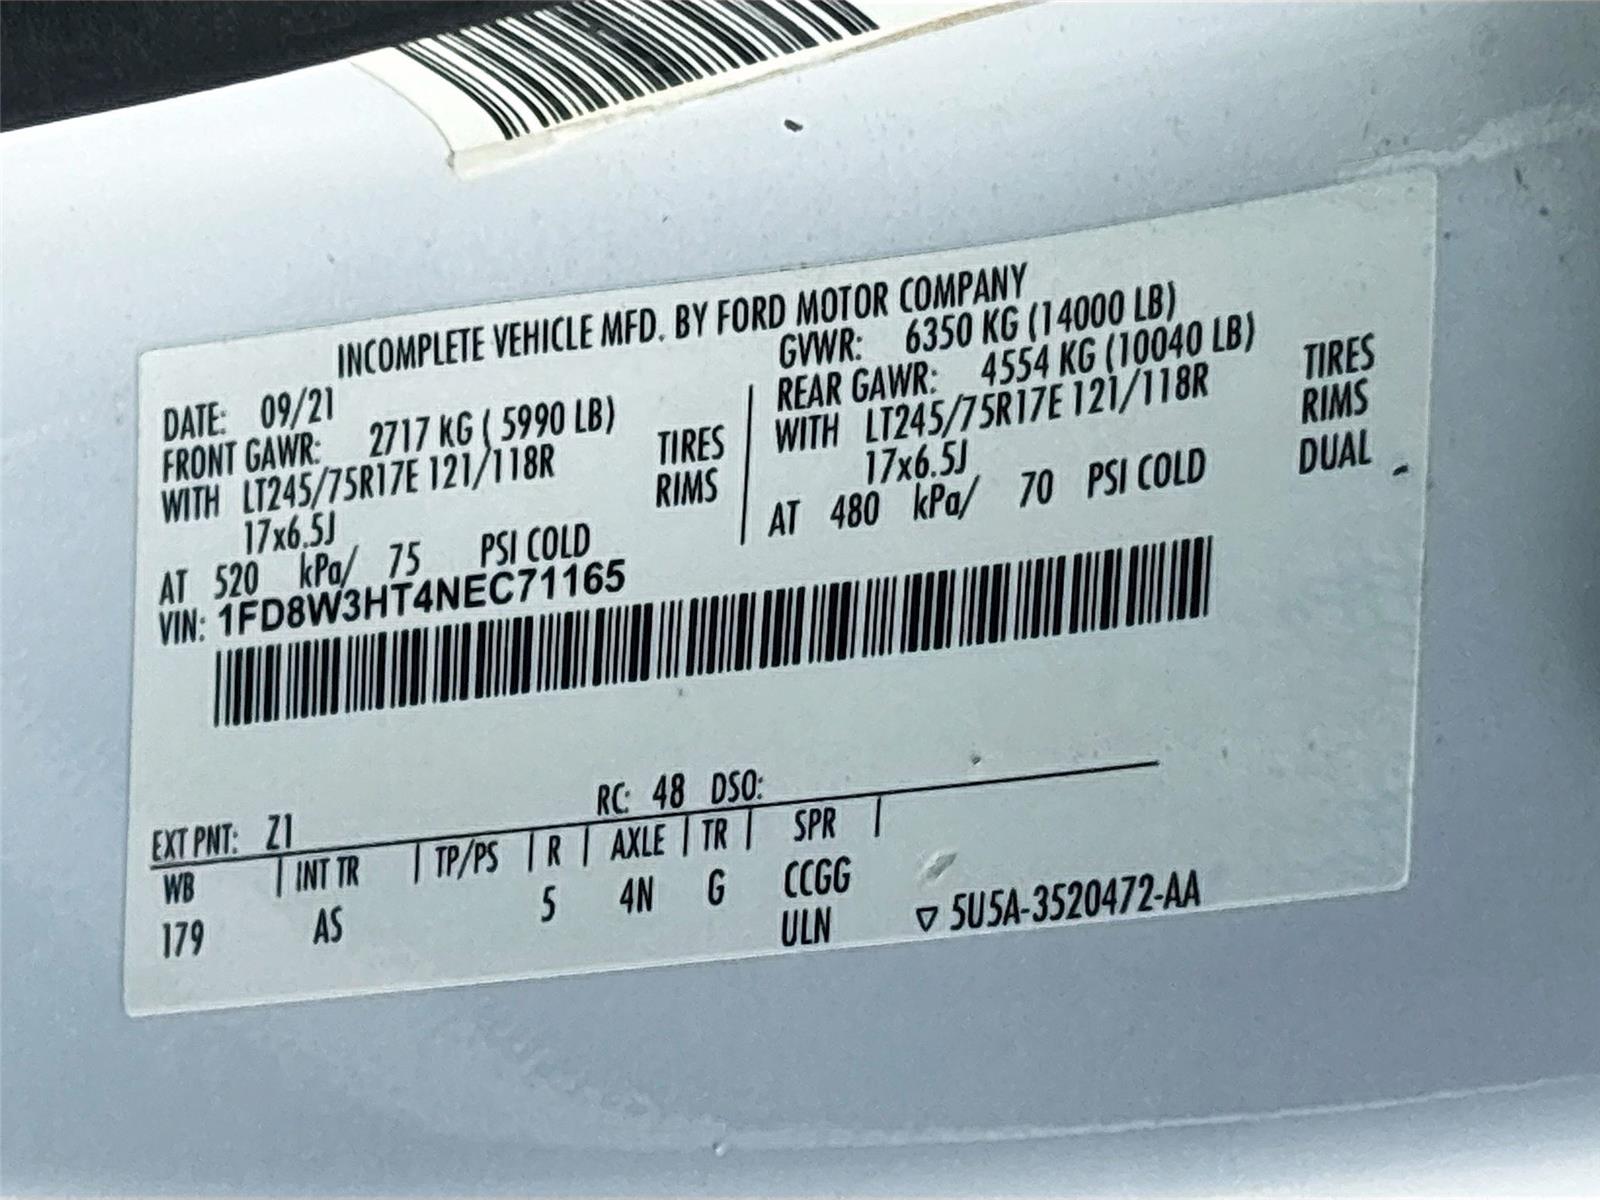 INCOMPLETE VEHICLE MFD. BY FORD MOTOR COMPANY
DATE: 09/21
GVWR: 6350 KG (14000 LB)
FRONT GAWR: 2717 KG ( 5990 LB)
REAR GAWR: 4554 KG (10040 LB)
WITH LT245/75R17E 121/118R TIRES
WITH LT245/75R17E 121/118R TIRES
17x6.5J RIMS
17x6.5J RIMS
AT 520 kPa/ 75 PSI COLD
AT 480 kPa/ 70 PSI COLD DUAL
VIN: 1FD8W3HT4NEC71165
EXT PNT: Z1 RC: 48 DSO:
WB | INT TR | TP/PS | R | AXLE | TR | SPR |
179 AS 5 4N G CCGG
ULN ▽ 5U5A-3520472-AA